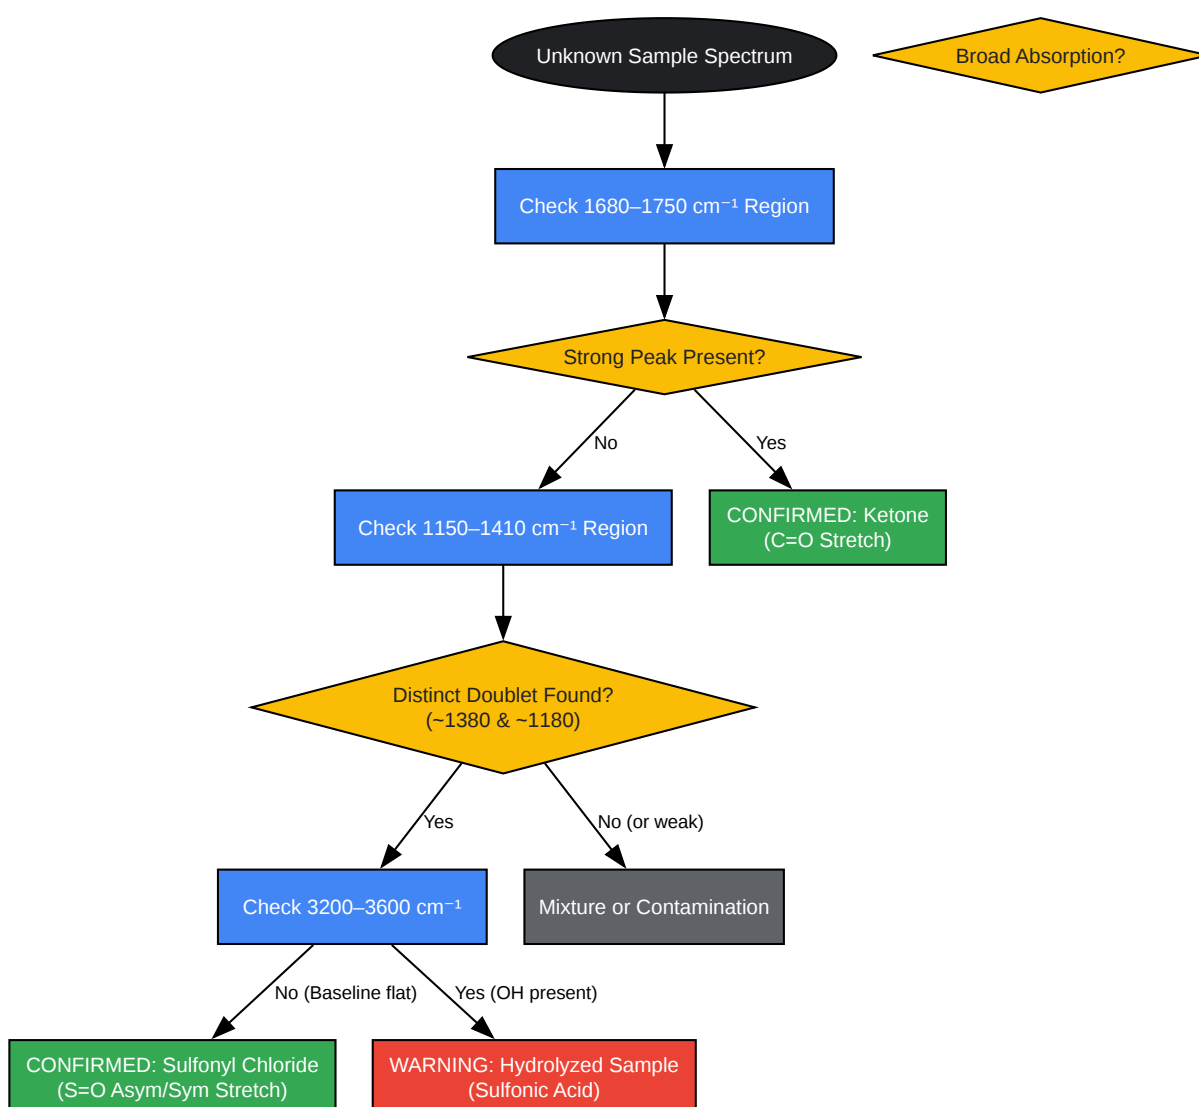 Unknown Sample Spectrum
Broad Absorption?
Check 1680–1750 cm⁻¹ Region
Strong Peak Present?
No
Yes
Check 1150–1410 cm⁻¹ Region
CONFIRMED: Ketone
(C=O Stretch)
Distinct Doublet Found?
(~1380 & ~1180)
Yes
No (or weak)
Check 3200–3600 cm⁻¹
Mixture or Contamination
No (Baseline flat)
Yes (OH present)
CONFIRMED: Sulfonyl Chloride
(S=O Asym/Sym Stretch)
WARNING: Hydrolyzed Sample
(Sulfonic Acid)